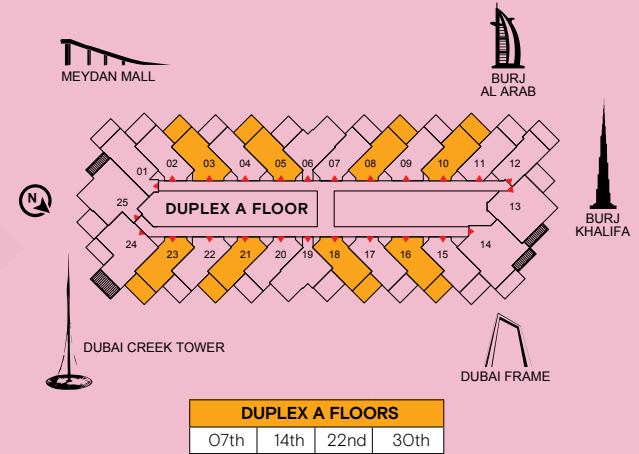 MEYDAN MALL
BURJ
AL ARAB
BURJ
KHALIFA
N
01 02 03 04 05 06 07 08 09 10 11 12
25 DUPLEX A FLOOR 13
24 23 22 21 20 19 18 17 16 15 14
DUBAI CREEK TOWER
DUBAI FRAME
DUPLEX A FLOORS
07th 14th 22nd 30th